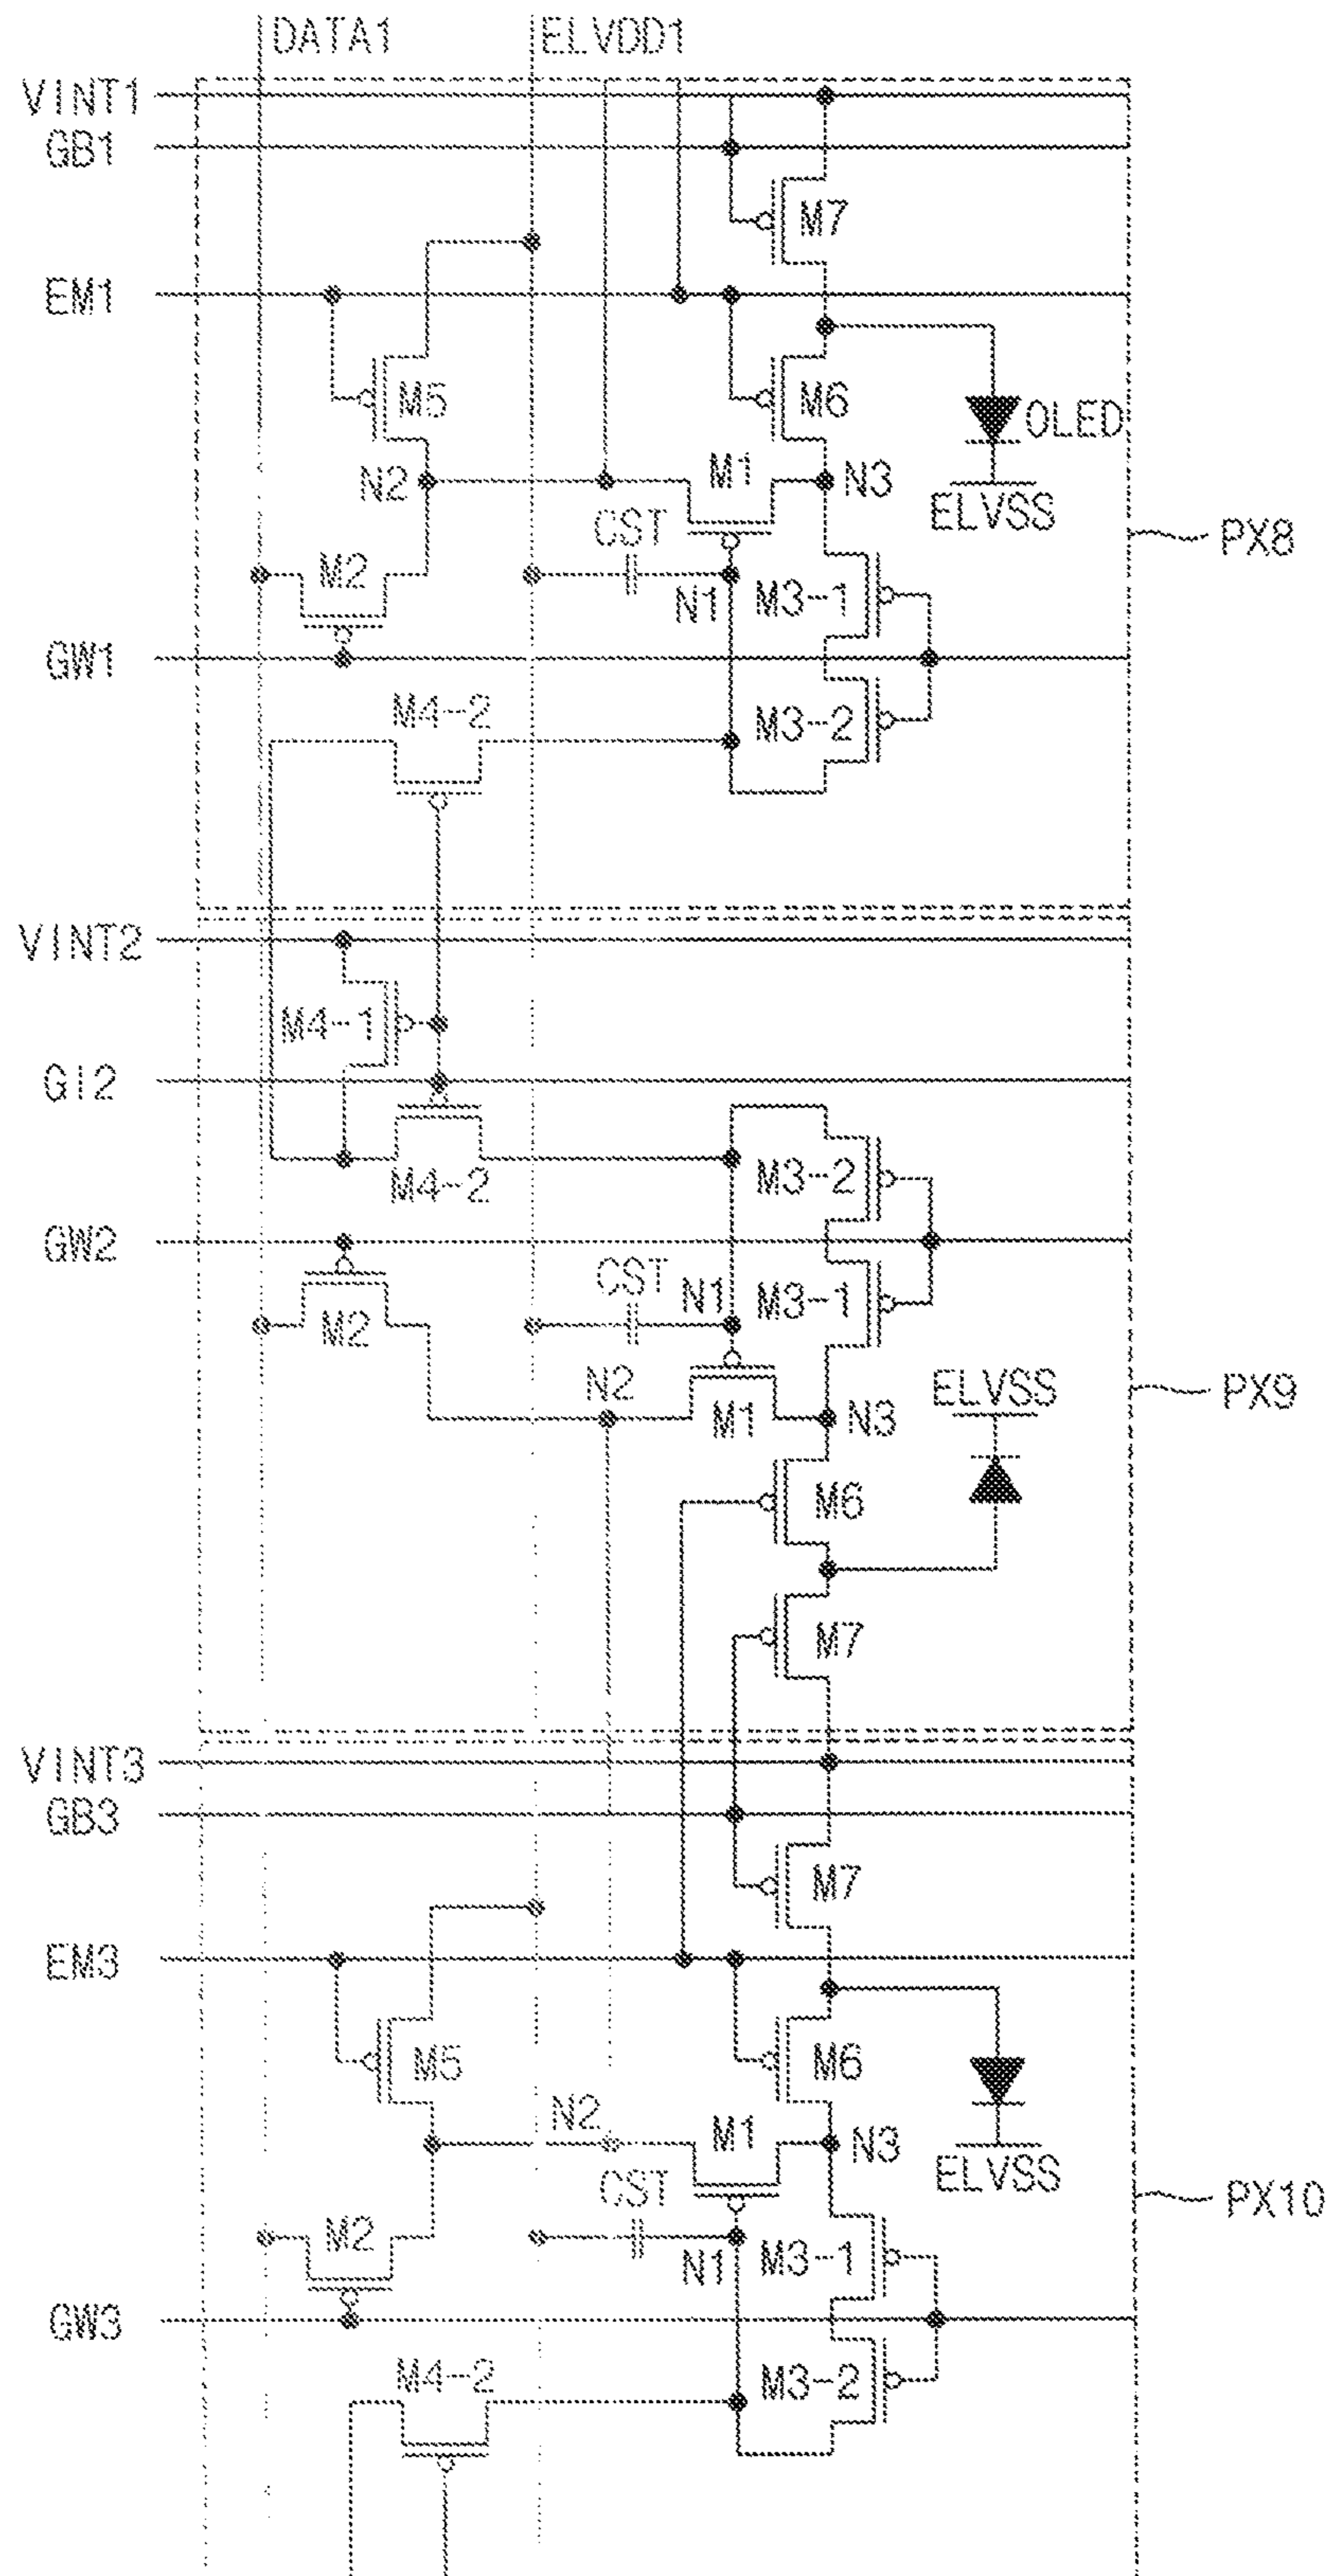 DATA1
ELVDD1
VINT1
GB1
M7
EM1
M5
M6
OLED
N2
M1
N3
ELVSS
CST
PX8
M2
N1
M3-1
GW1
M4-2
M3-2
VINT2
M4-1
GI2
M4-2
M3-2
GW2
CST
N1
M3-1
M2
N2
ELVSS
PX9
M1
N3
M6
M7
VINT3
GB3
M7
EM3
M5
M6
N2
M1
N3
ELVSS
CST
PX10
M2
N1
M3-1
GW3
M4-2
M3-2